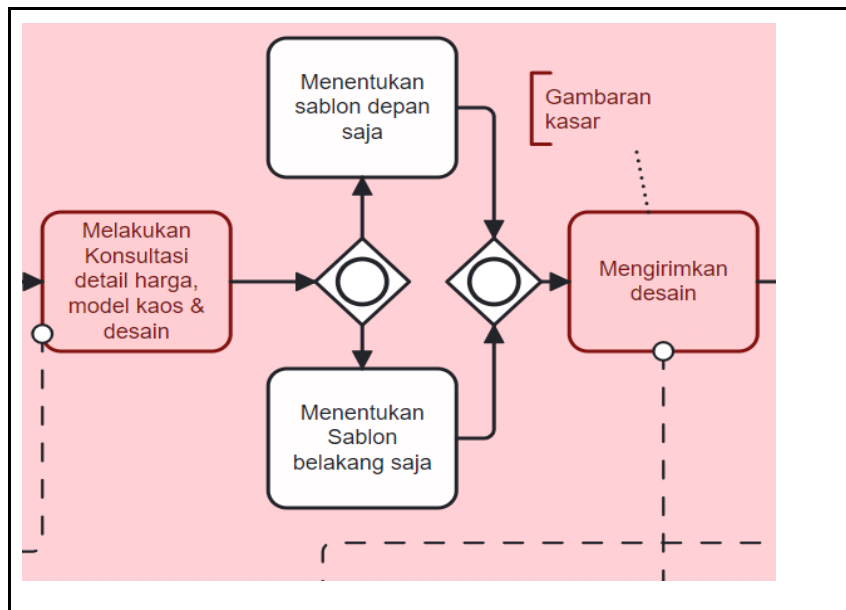 Melakukan
Konsultasi
detail harga,
model kaos &
desain
Menentukan
sablon depan
saja
Menentukan
Sablon
belakang saja
Gambaran
kasar
Mengirimkan
desain